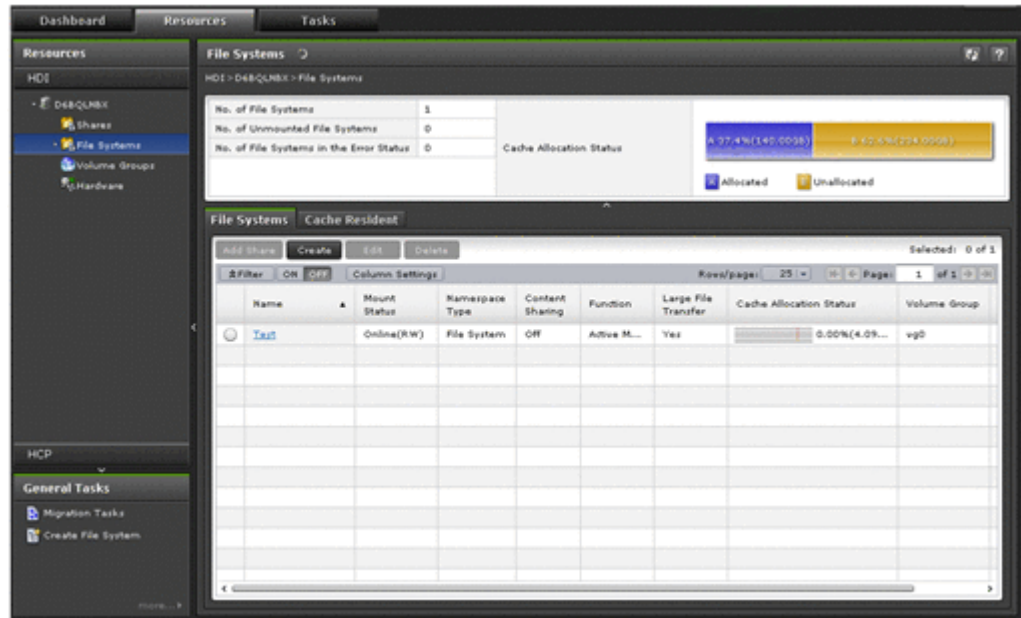 Dashboard Resources Tasks
Resources
HDI
D6BQLNBX
Shares
File Systems
Volume Groups
Hardware
HCP
General Tasks
Migration Tasks
Create File System
more...
File Systems
HDI > D6BQLNBX > File Systems
No. of File Systems 1
No. of Unmounted File Systems 0
No. of File Systems in the Error Status 0
Cache Allocation Status
A 37.4%(140.00GB)
Allocated Unallocated
File Systems Cache Resident
Add Share Create Edit Delete Selected: 0 of 1
Filter ON OFF Column Settings Rows/page: 25 Page: 1 of 1
Name Mount Status Namespace Type Content Sharing Function Large File Transfer Cache Allocation Status Volume Group
Test Online(RW) File System Off Active M... Yes 0.00%(4.09... vg0